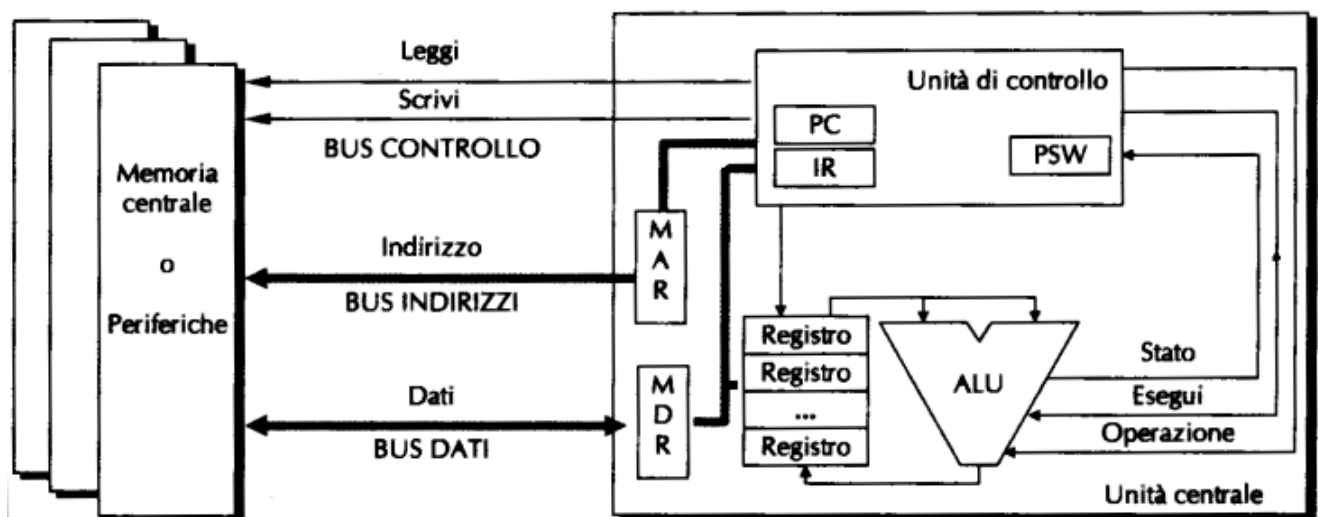 Leggi
Scrivi
BUS CONTROLLO
Memoria
centrale
o
Periferiche
Indirizzo
BUS INDIRIZZI
Dati
BUS DATI
M
A
R
M
D
R
Unità di controllo
PC
IR
PSW
Registro
Registro
...
Registro
ALU
Stato
Esegui
Operazione
Unità centrale